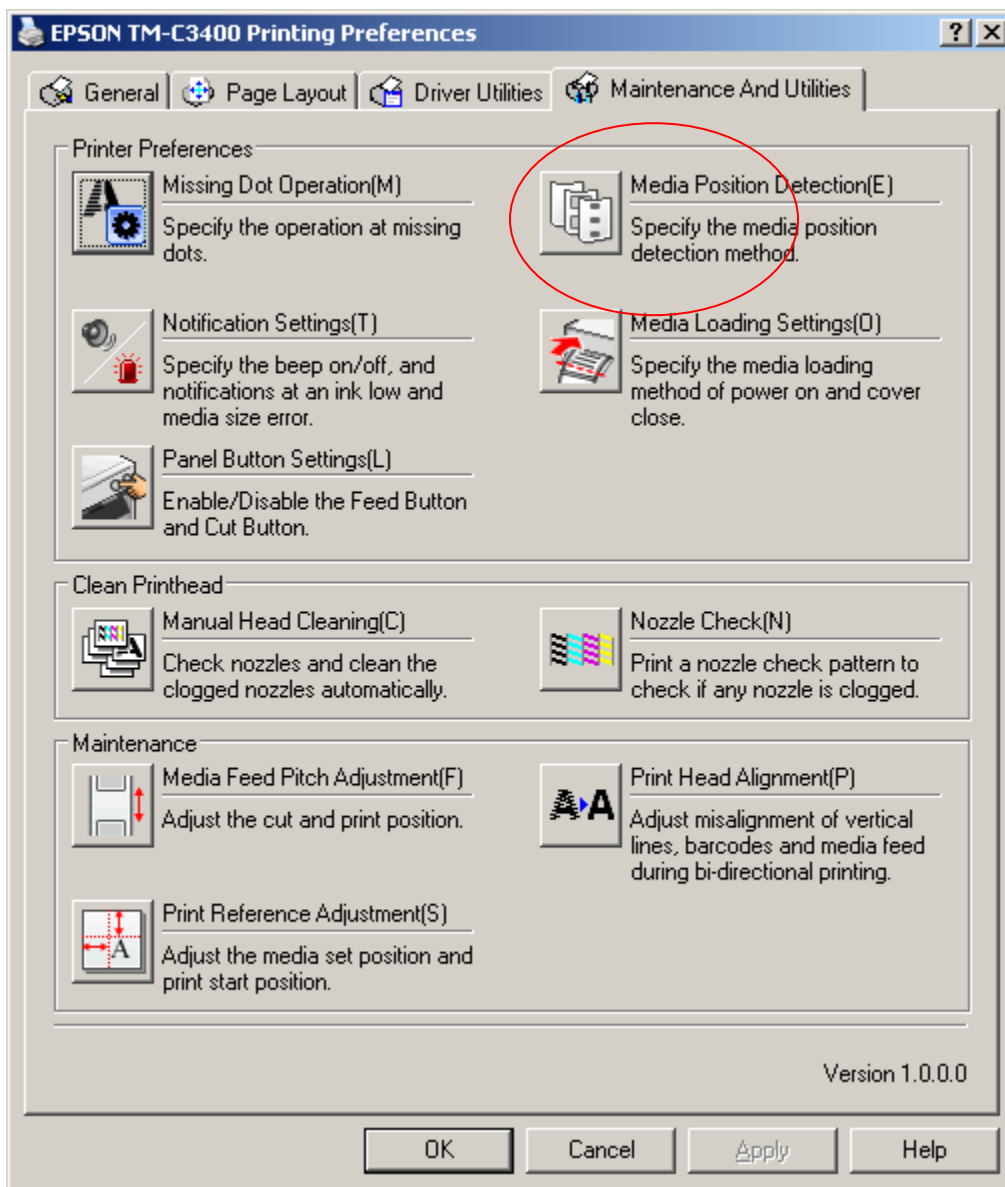 EPSON TM-C3400 Printing Preferences
General
Page Layout
Driver Utilities
Maintenance And Utilities
Printer Preferences
Missing Dot Operation(M)
Specify the operation at missing
dots.
Media Position Detection(E)
Specify the media position
detection method.
Notification Settings(T)
Specify the beep on/off, and
notifications at an ink low and
media size error.
Media Loading Settings(O)
Specify the media loading
method of power on and cover
close.
Panel Button Settings(L)
Enable/Disable the Feed Button
and Cut Button.
Clean Printhead
Manual Head Cleaning(C)
Check nozzles and clean the
clogged nozzles automatically.
Nozzle Check(N)
Print a nozzle check pattern to
check if any nozzle is clogged.
Maintenance
Media Feed Pitch Adjustment(F)
Adjust the cut and print position.
Print Head Alignment(P)
Adjust misalignment of vertical
lines, barcodes and media feed
during bi-directional printing.
Print Reference Adjustment(S)
Adjust the media set position and
print start position.
Version 1.0.0.0
OK
Cancel
Apply
Help